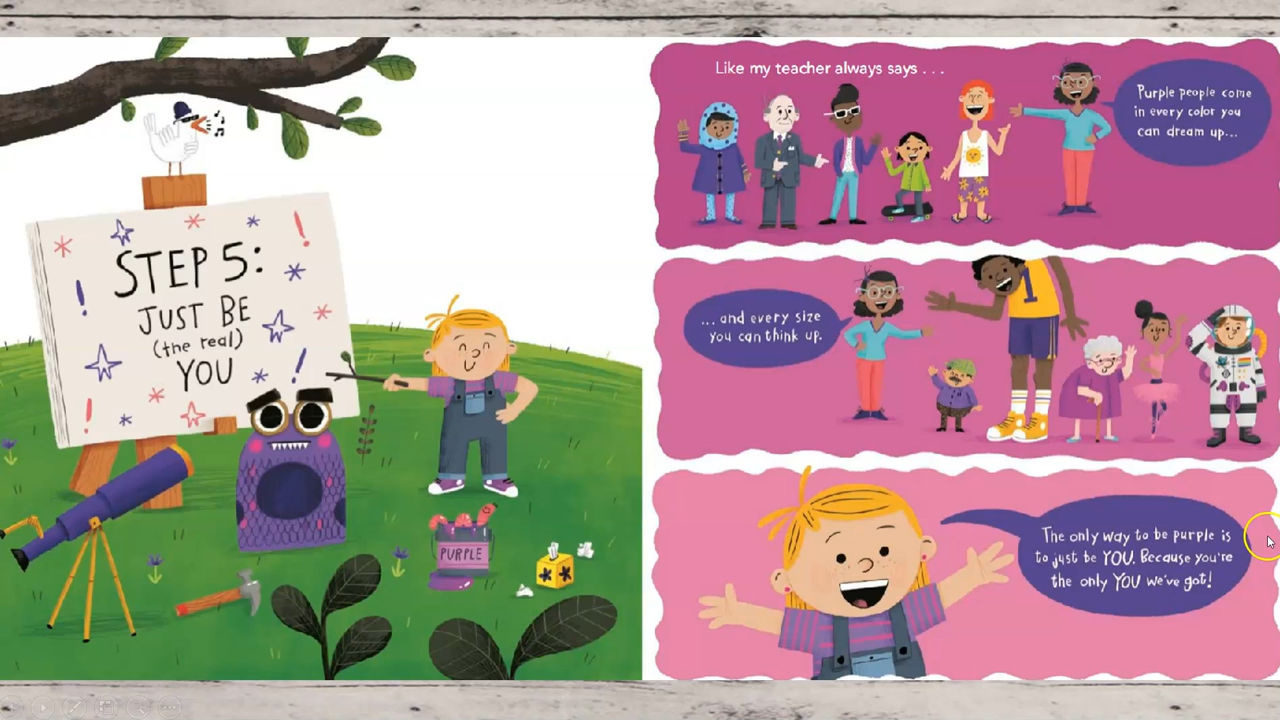 STEP 5:
JUST BE
(the real)
YOU
PURPLE
Like my teacher always says . . .
Purple people come
in every color you
can dream up...
... and every size
you can think up.
1
The only way to be purple is
to just be YOU. Because you're
the only YOU we've got!